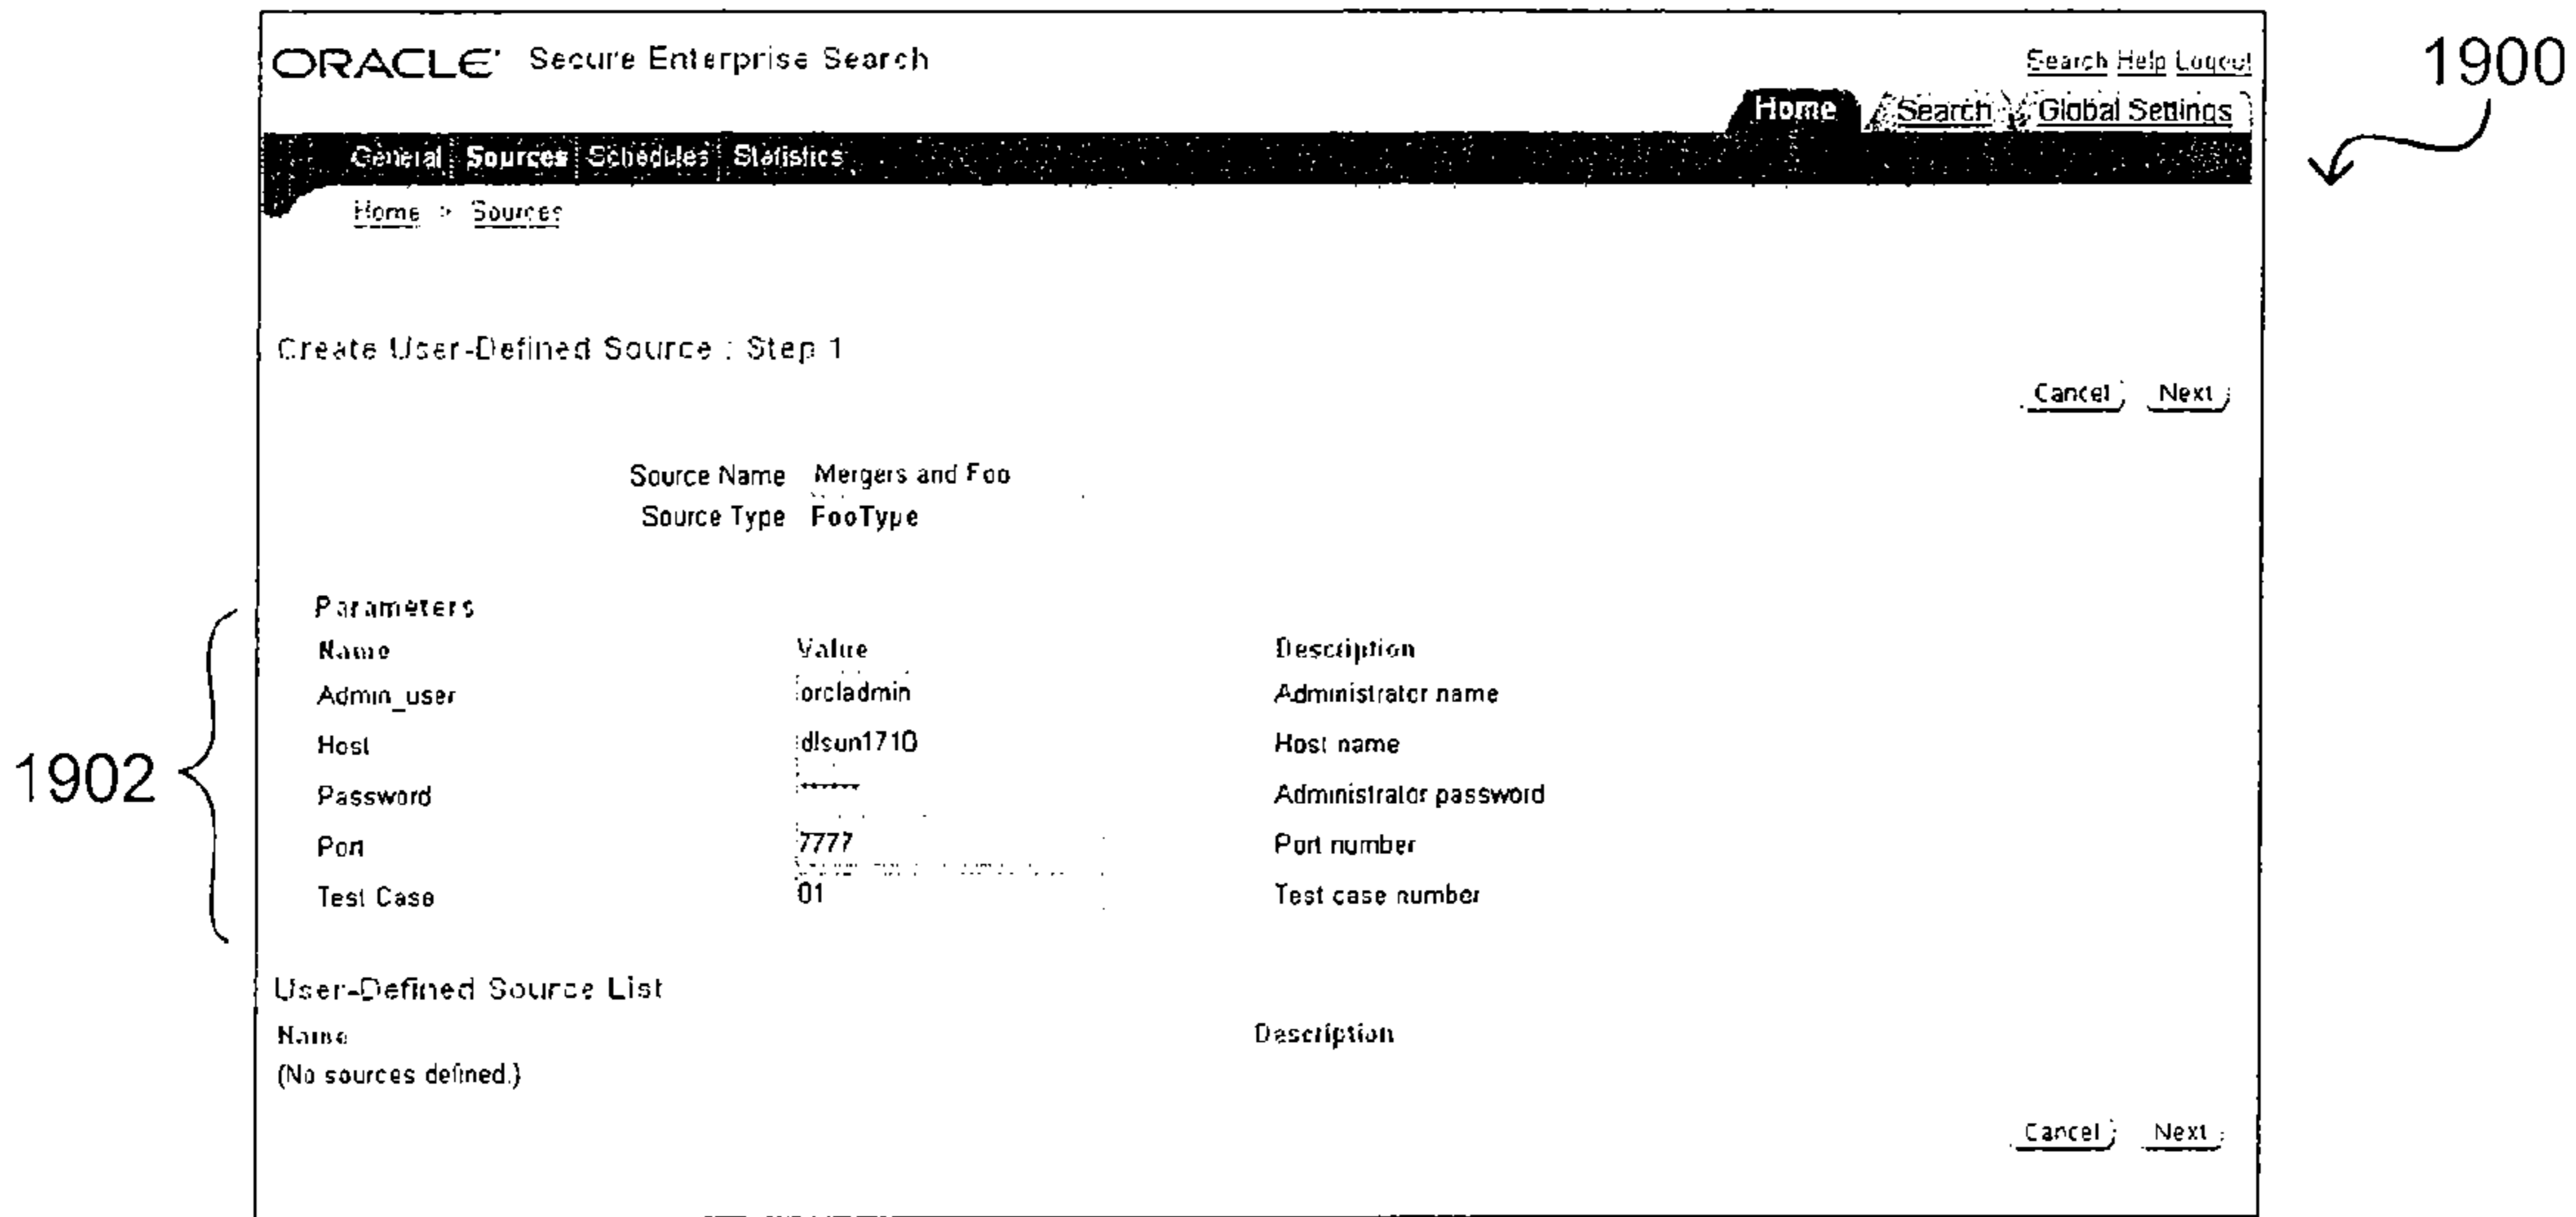 ORACLE Secure Enterprise Search
Search Help Logout
1900
Home Search Global Settings
General Sources Schedules Statistics
Home > Sources
Create User-Defined Source : Step 1
Cancel Next
Source Name Mergers and Foo
Source Type FooType
Parameters
Name Value Description
Admin_user orcladmin Administrator name
Host dlsun1710 Host name
1902
Password ****** Administrator password
Port 7777 Port number
Test Case 01 Test case number
User-Defined Source List
Name Description
(No sources defined.)
Cancel Next